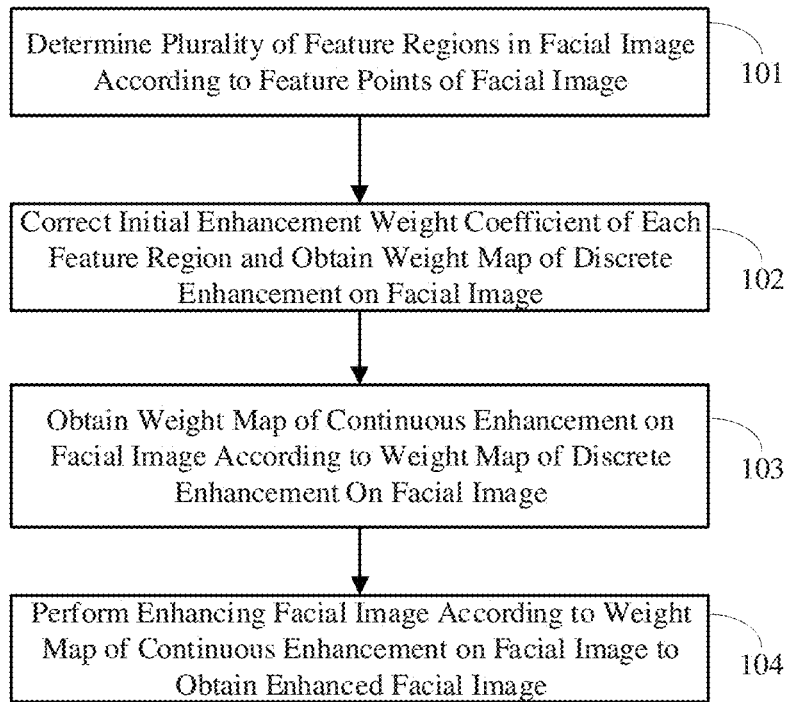 Determine Plurality of Feature Regions in Facial Image
According to Feature Points of Facial Image
101
Correct Initial Enhancement Weight Coefficient of Each
Feature Region and Obtain Weight Map of Discrete
Enhancement on Facial Image
102
Obtain Weight Map of Continuous Enhancement on
Facial Image According to Weight Map of Discrete
Enhancement On Facial Image
103
Perform Enhancing Facial Image According to Weight
Map of Continuous Enhancement on Facial Image to
Obtain Enhanced Facial Image
104